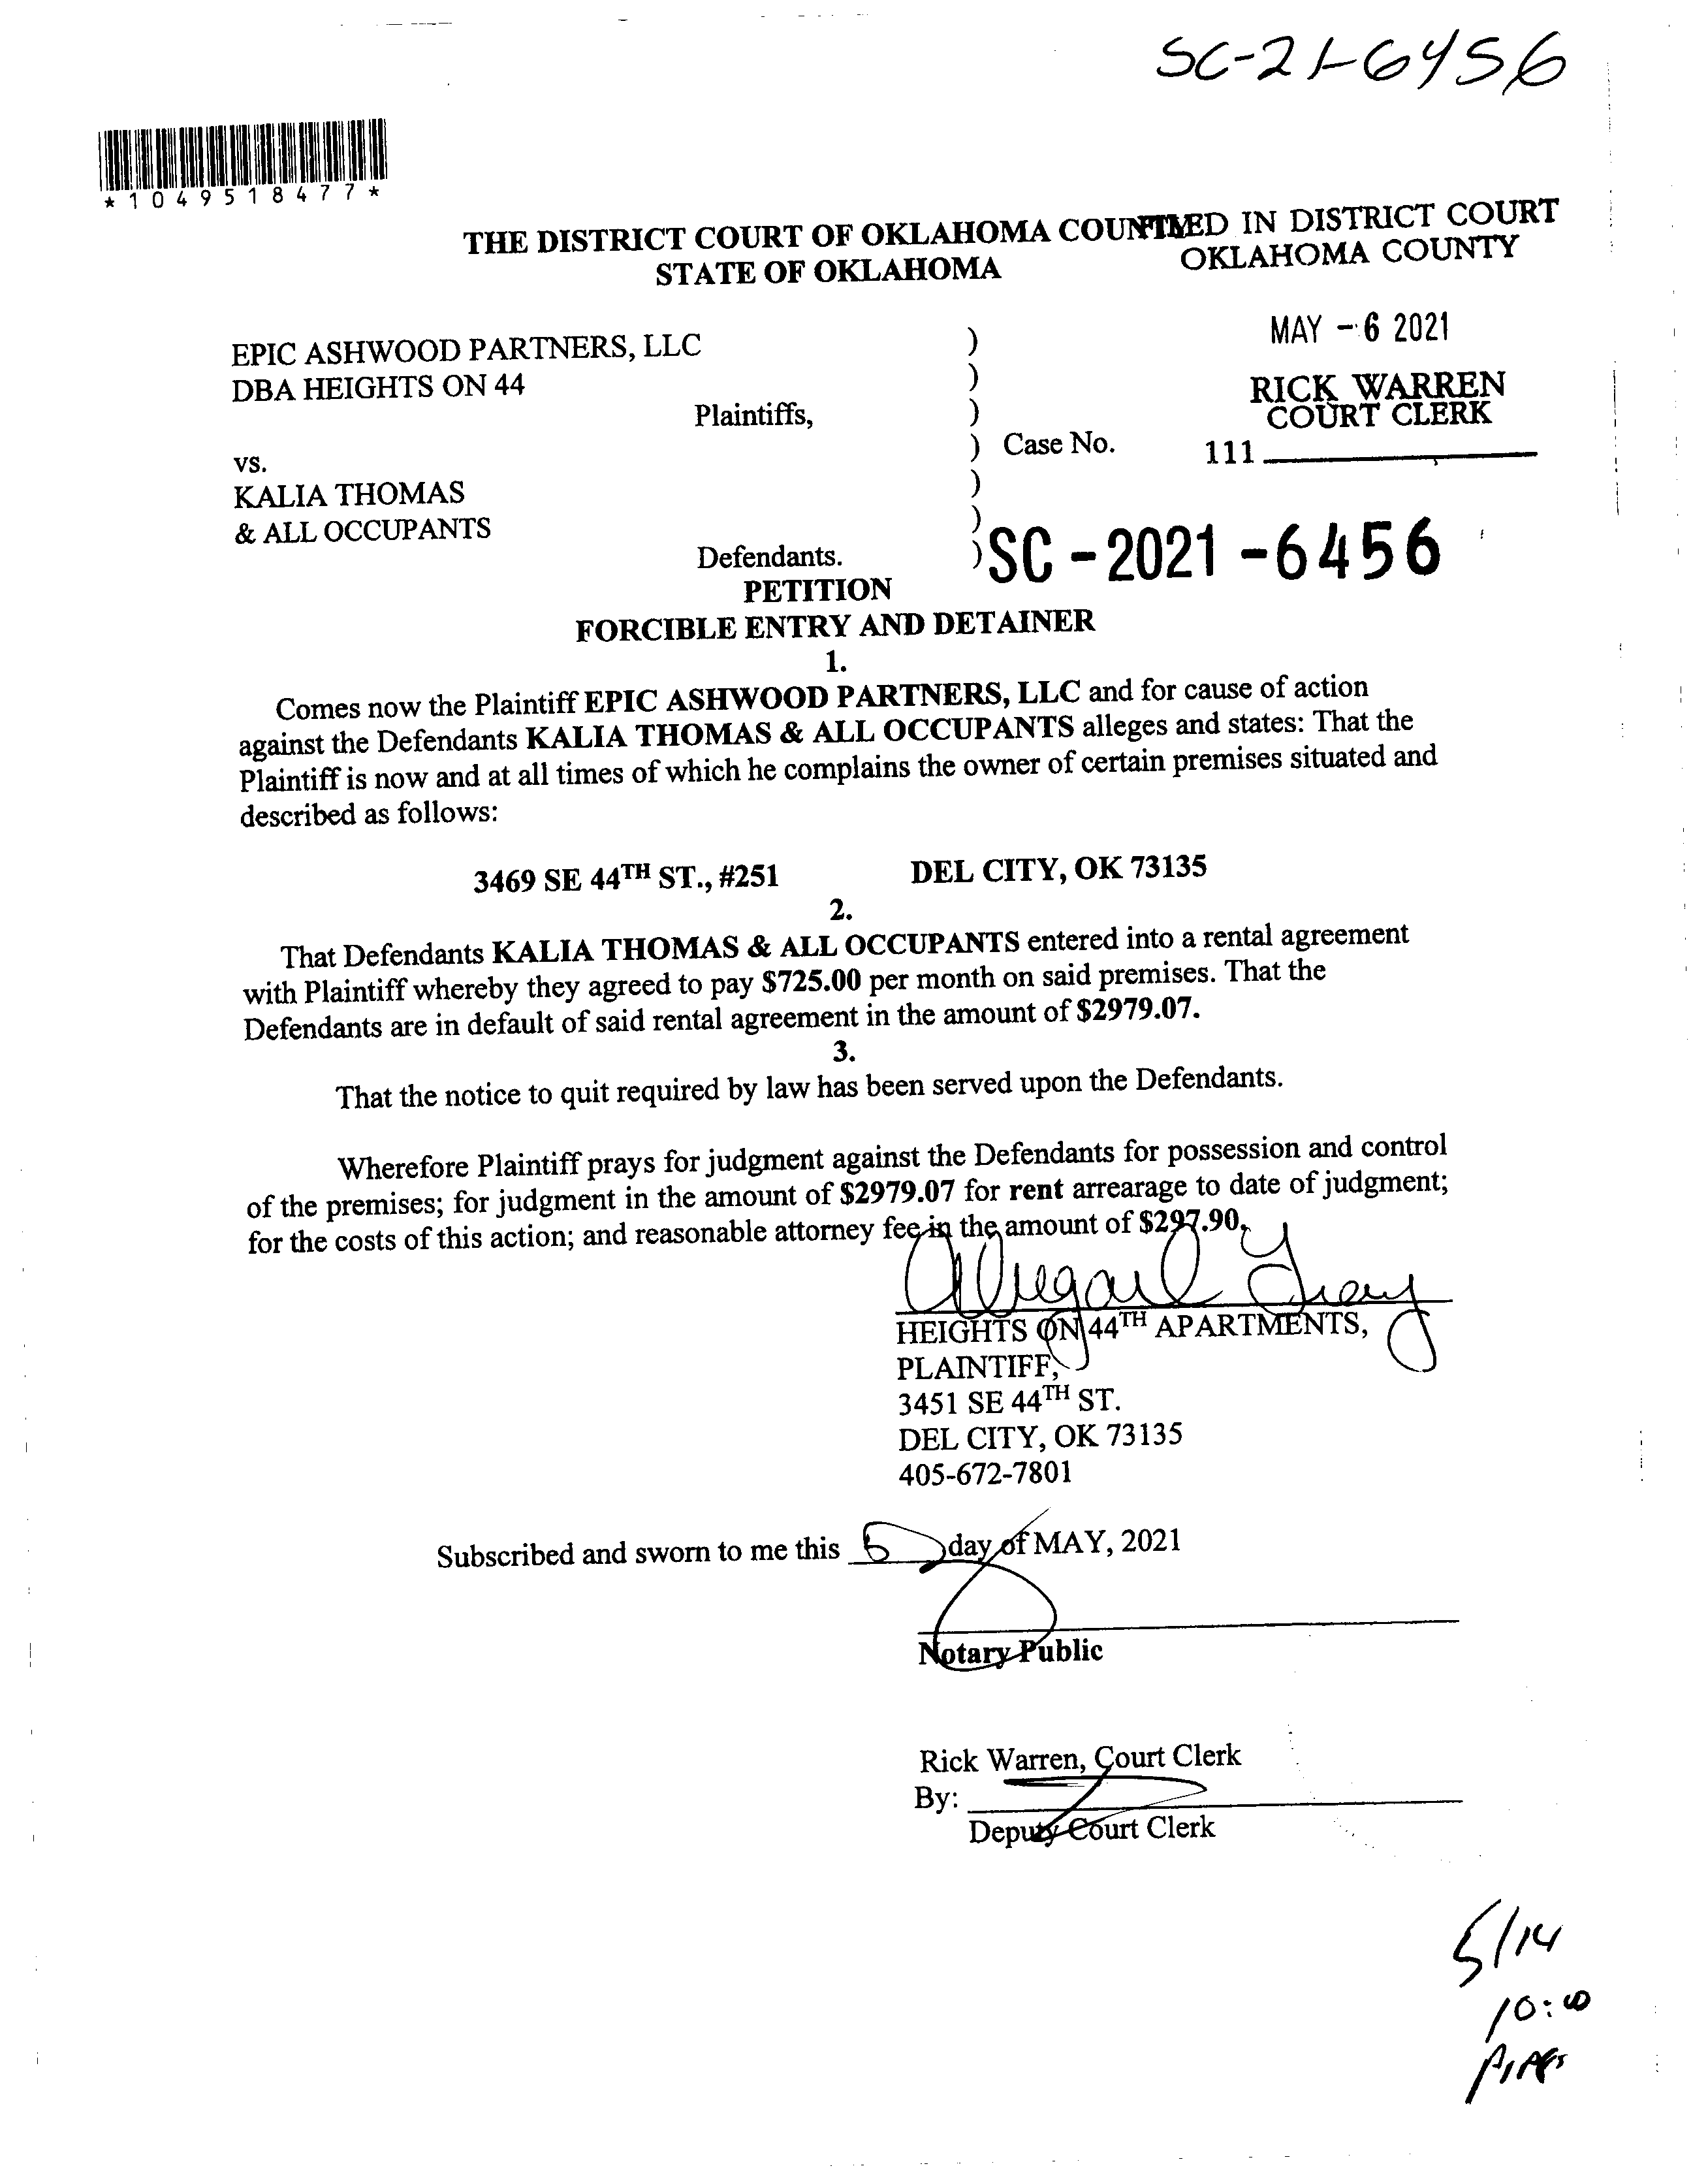 SC-21-6456
*1049518477*
THE DISTRICT COURT OF OKLAHOMA COUNTY
STATE OF OKLAHOMA
FILED IN DISTRICT COURT
OKLAHOMA COUNTY
MAY - 6 2021
RICK WARREN
COURT CLERK
111
EPIC ASHWOOD PARTNERS, LLC )
DBA HEIGHTS ON 44 )
Plaintiffs, )
) Case No.
vs.
KALIA THOMAS )
& ALL OCCUPANTS )
Defendants. ) SC - 2021 - 6456
PETITION
FORCIBLE ENTRY AND DETAINER
1.
Comes now the Plaintiff EPIC ASHWOOD PARTNERS, LLC and for cause of action
against the Defendants KALIA THOMAS & ALL OCCUPANTS alleges and states: That the
Plaintiff is now and at all times of which he complains the owner of certain premises situated and
described as follows:
3469 SE 44TH ST., #251 DEL CITY, OK 73135
2.
That Defendants KALIA THOMAS & ALL OCCUPANTS entered into a rental agreement
with Plaintiff whereby they agreed to pay $725.00 per month on said premises. That the
Defendants are in default of said rental agreement in the amount of $2979.07.
3.
That the notice to quit required by law has been served upon the Defendants.
Wherefore Plaintiff prays for judgment against the Defendants for possession and control
of the premises; for judgment in the amount of $2979.07 for rent arrearage to date of judgment;
for the costs of this action; and reasonable attorney fee in the amount of $297.90.
HEIGHTS ON 44TH APARTMENTS,
PLAINTIFF,
3451 SE 44TH ST.
DEL CITY, OK 73135
405-672-7801
Subscribed and sworn to me this day of MAY, 2021
Notary Public
Rick Warren, Court Clerk
By:
Deputy Court Clerk
5/14
10:00